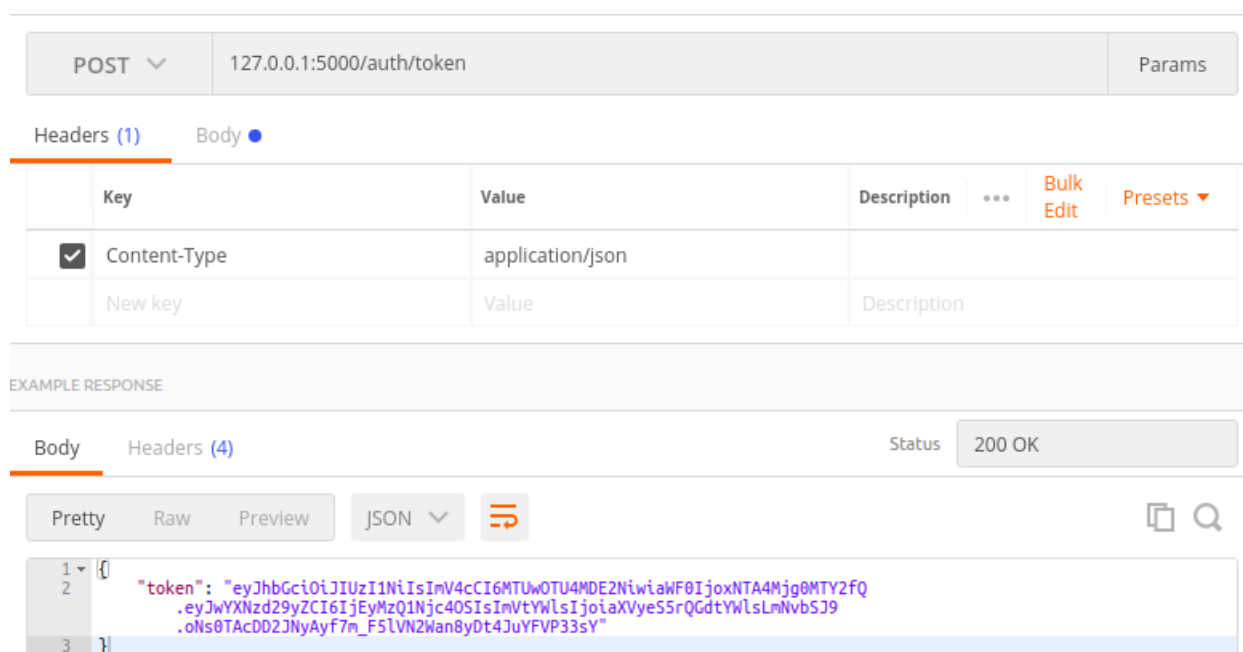 POST 127.0.0.1:5000/auth/token Params
Headers (1) Body
Key Value Description ••• Bulk Edit Presets
Content-Type application/json
New key Value Description
EXAMPLE RESPONSE
Body Headers (4) Status 200 OK
Pretty Raw Preview JSON
1 {
2 "token": "eyJhbGciOiJIUzI1NiIsImV4cCI6MTUwOTU4MDE2NiwiaWF0IjoxNTA4Mjg0MTY2fQ
.eyJwYXNzd29yZCI6IjEyMzQ1Njc4OSIsImVtYWlsIjoiaXVyeS5rQGdtYWlsLmNvbSJ9
.oNs0TAcDD2JNyAyf7m_F5lVN2Wan8yDt4JuYFVP33sY"
3 }